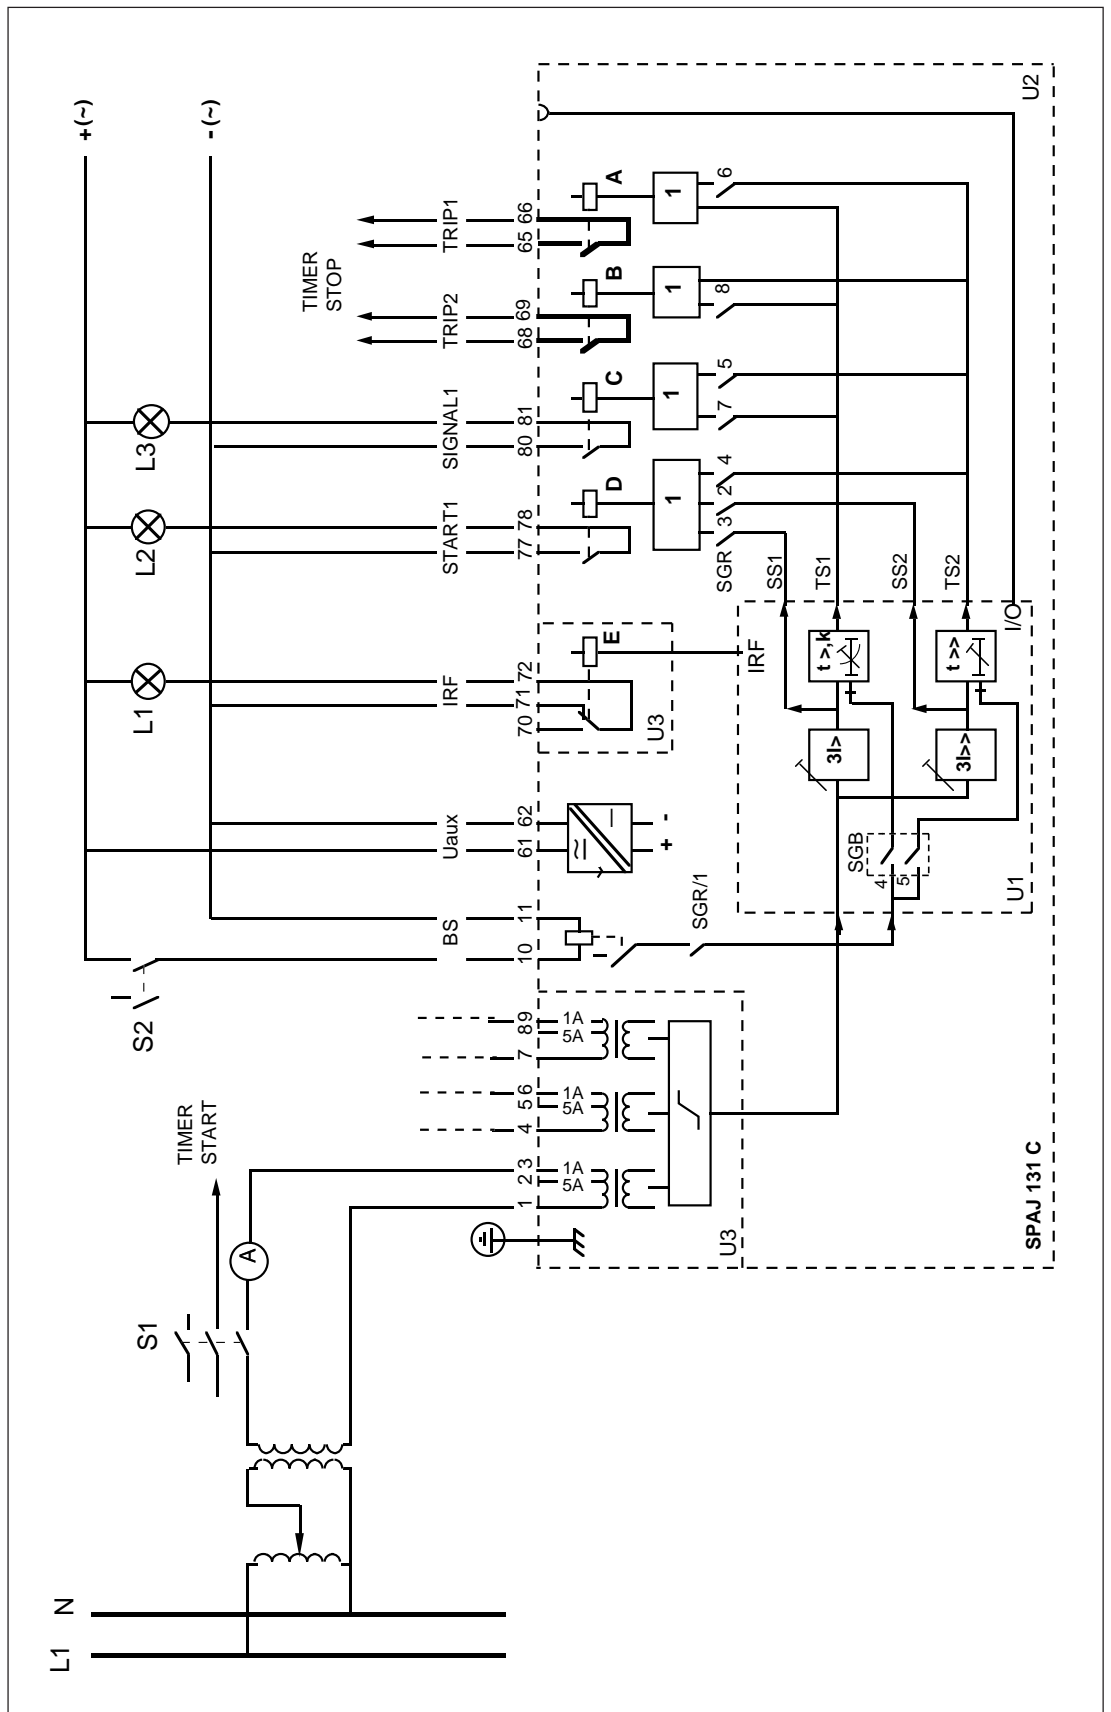 L1
N
S1
TIMER
START
A
S2
+(~)
-(~)
L1
L2
L3
TIMER
STOP
BS
Uaux
IRF
START1
SIGNAL1
TRIP2
TRIP1
1 2 3 4 5 6 7 8 9 10 11 61 62 70 71 72 77 78 80 81 68 69 65 66
5A 1A 5A 1A 5A 1A
+ -
E
D
C
B
A
U3
U3
SGR/1
SGR
1 1 1 1
3 2 4 7 5 8 6
IRF
SS1
TS1
SS2
TS2
I/O
SGB
4
5
3I>
t >,k
3I>>
t >>
U1
U2
SPAJ 131 C